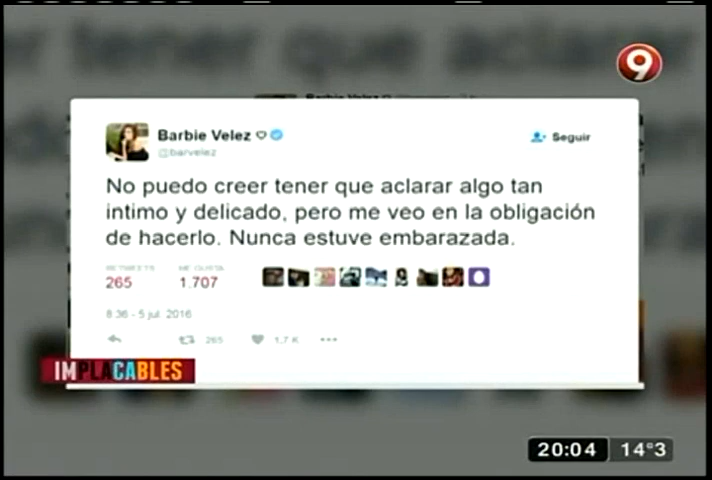 9
Barbie Velez
@barvelez
Seguir
No puedo creer tener que aclarar algo tan
intimo y delicado, pero me veo en la obligación
de hacerlo. Nunca estuve embarazada.
RETWEETS
ME GUSTA
265
1.707
8:36 - 5 jul. 2016
265
1,7 K
IMPLACABLES
20:04
14°3